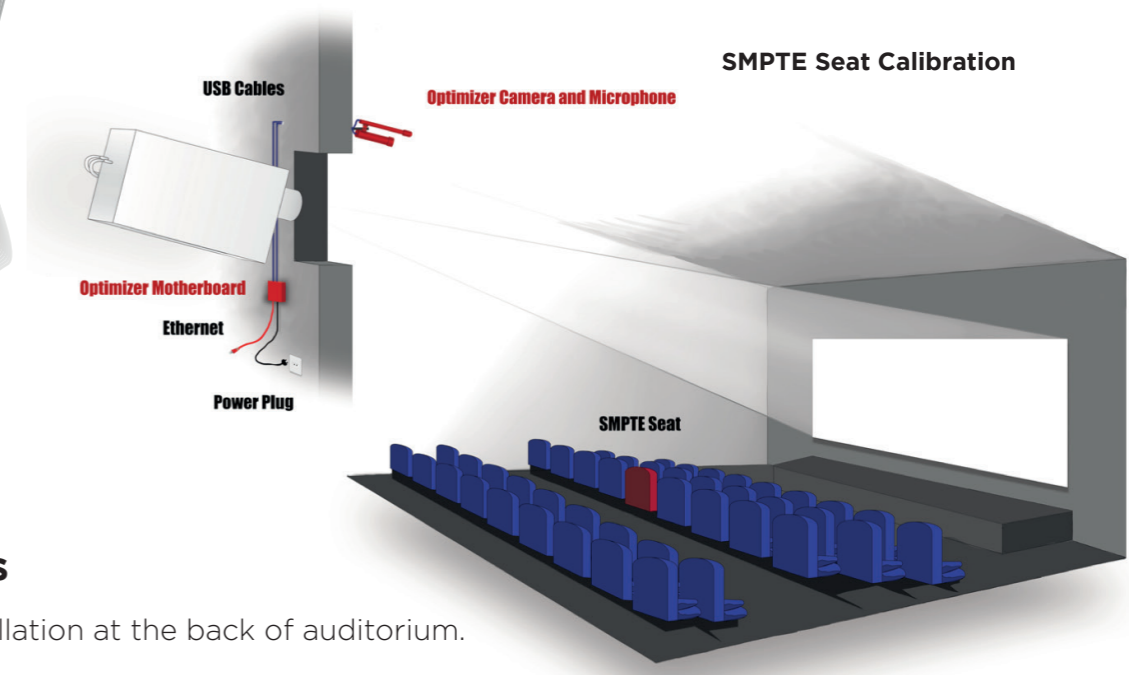 SMPTE Seat Calibration
USB Cables
Optimizer Camera and Microphone
Optimizer Motherboard
Ethernet
Power Plug
SMPTE Seat
s
llation at the back of auditorium.